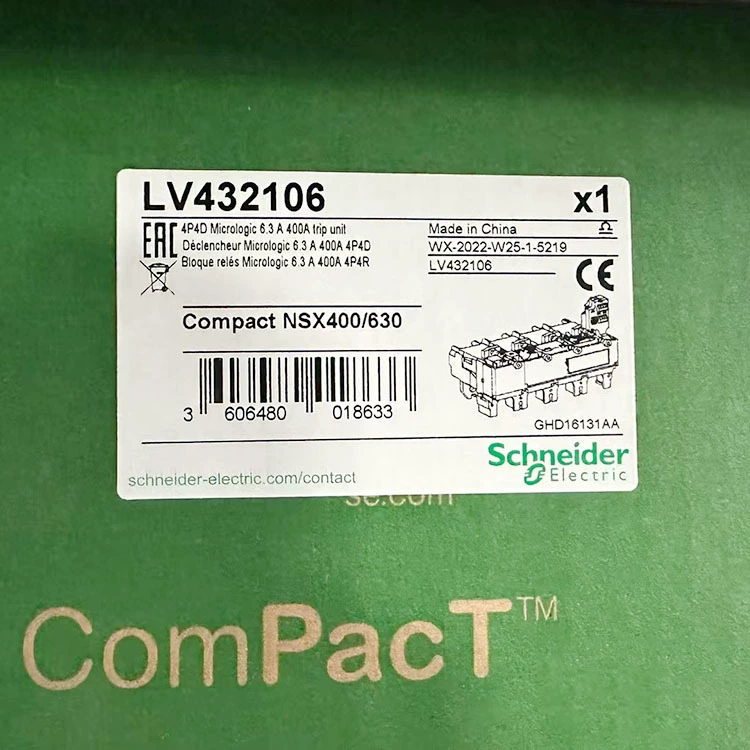 LV432106 x1
EAC
4P4D Micrologic 6.3 A 400A trip unit
Déclencheur Micrologic 6.3 A 400A 4P4D
Bloque relés Micrologic 6.3 A 400A 4P4R
Made in China
WX-2022-W25-1-5219
LV432106
CE
Compact NSX400/630
3 606480 018633
GHD16131AA
Schneider
Electric
schneider-electric.com/contact
se.com
ComPacT™